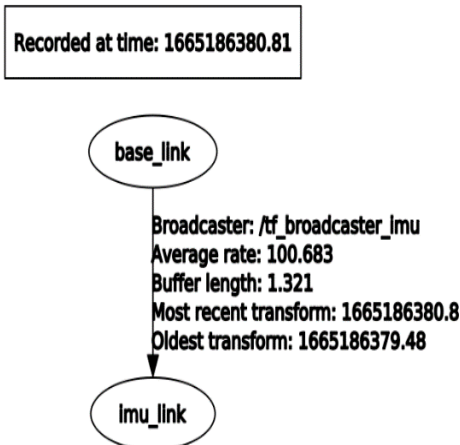 Recorded at time: 1665186380.81
base_link
Broadcaster: /tf_broadcaster_imu
Average rate: 100.683
Buffer length: 1.321
Most recent transform: 1665186380.8
Oldest transform: 1665186379.48
imu_link